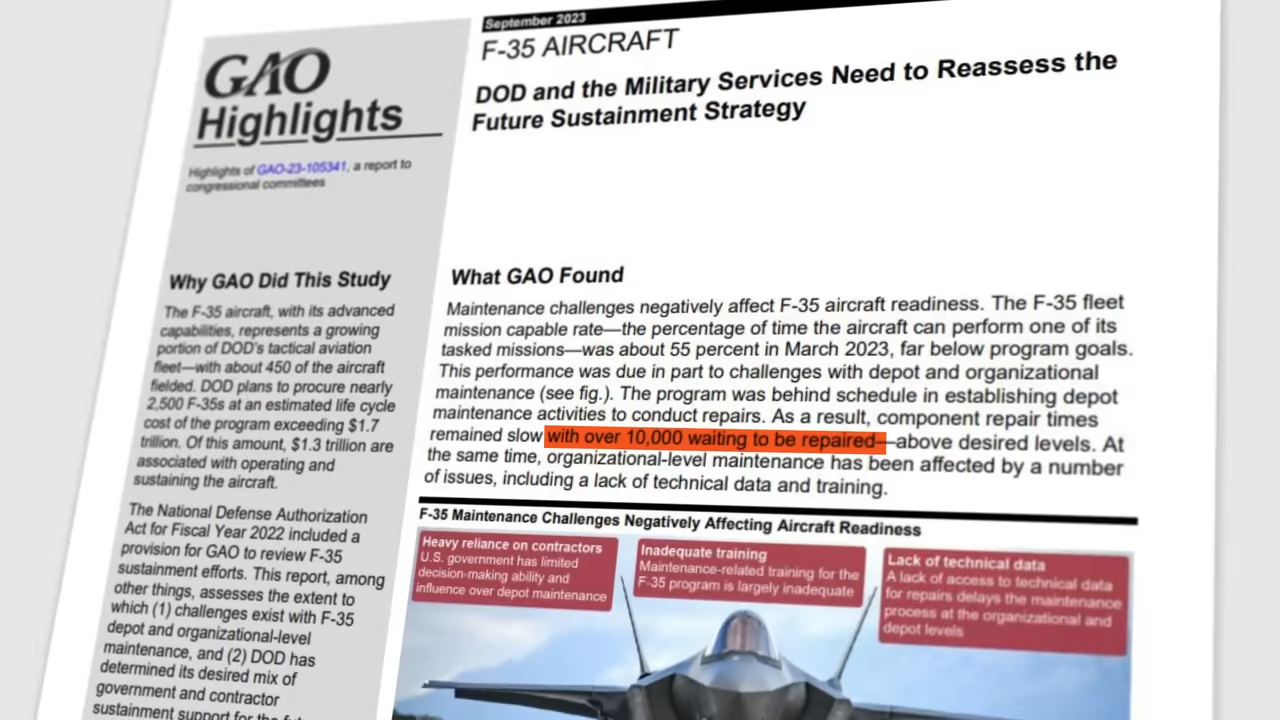 September 2023
GAO
Highlights
Highlights of GAO-23-105341, a report to
congressional committees
Why GAO Did This Study
The F-35 aircraft, with its advanced
capabilities, represents a growing
portion of DOD's tactical aviation
fleet—with about 450 of the aircraft
fielded. DOD plans to procure nearly
2,500 F-35s at an estimated life cycle
cost of the program exceeding $1.7
trillion. Of this amount, $1.3 trillion are
associated with operating and
sustaining the aircraft.
The National Defense Authorization
Act for Fiscal Year 2022 included a
provision for GAO to review F-35
sustainment efforts. This report, among
other things, assesses the extent to
which (1) challenges exist with F-35
depot and organizational-level
maintenance, and (2) DOD has
determined its desired mix of
government and contractor
sustainment support for the
F-35 AIRCRAFT
DOD and the Military Services Need to Reassess the
Future Sustainment Strategy
What GAO Found
Maintenance challenges negatively affect F-35 aircraft readiness. The F-35 fleet
mission capable rate—the percentage of time the aircraft can perform one of its
tasked missions—was about 55 percent in March 2023, far below program goals.
This performance was due in part to challenges with depot and organizational
maintenance (see fig.). The program was behind schedule in establishing depot
maintenance activities to conduct repairs. As a result, component repair times
remained slow with over 10,000 waiting to be repaired—above desired levels. At
the same time, organizational-level maintenance has been affected by a number
of issues, including a lack of technical data and training.
F-35 Maintenance Challenges Negatively Affecting Aircraft Readiness
Heavy reliance on contractors
U.S. government has limited
decision-making ability and
influence over depot maintenance
Inadequate training
Maintenance-related training for the
F-35 program is largely inadequate
Lack of technical data
A lack of access to technical data
for repairs delays the maintenance
process at the organizational and
depot levels